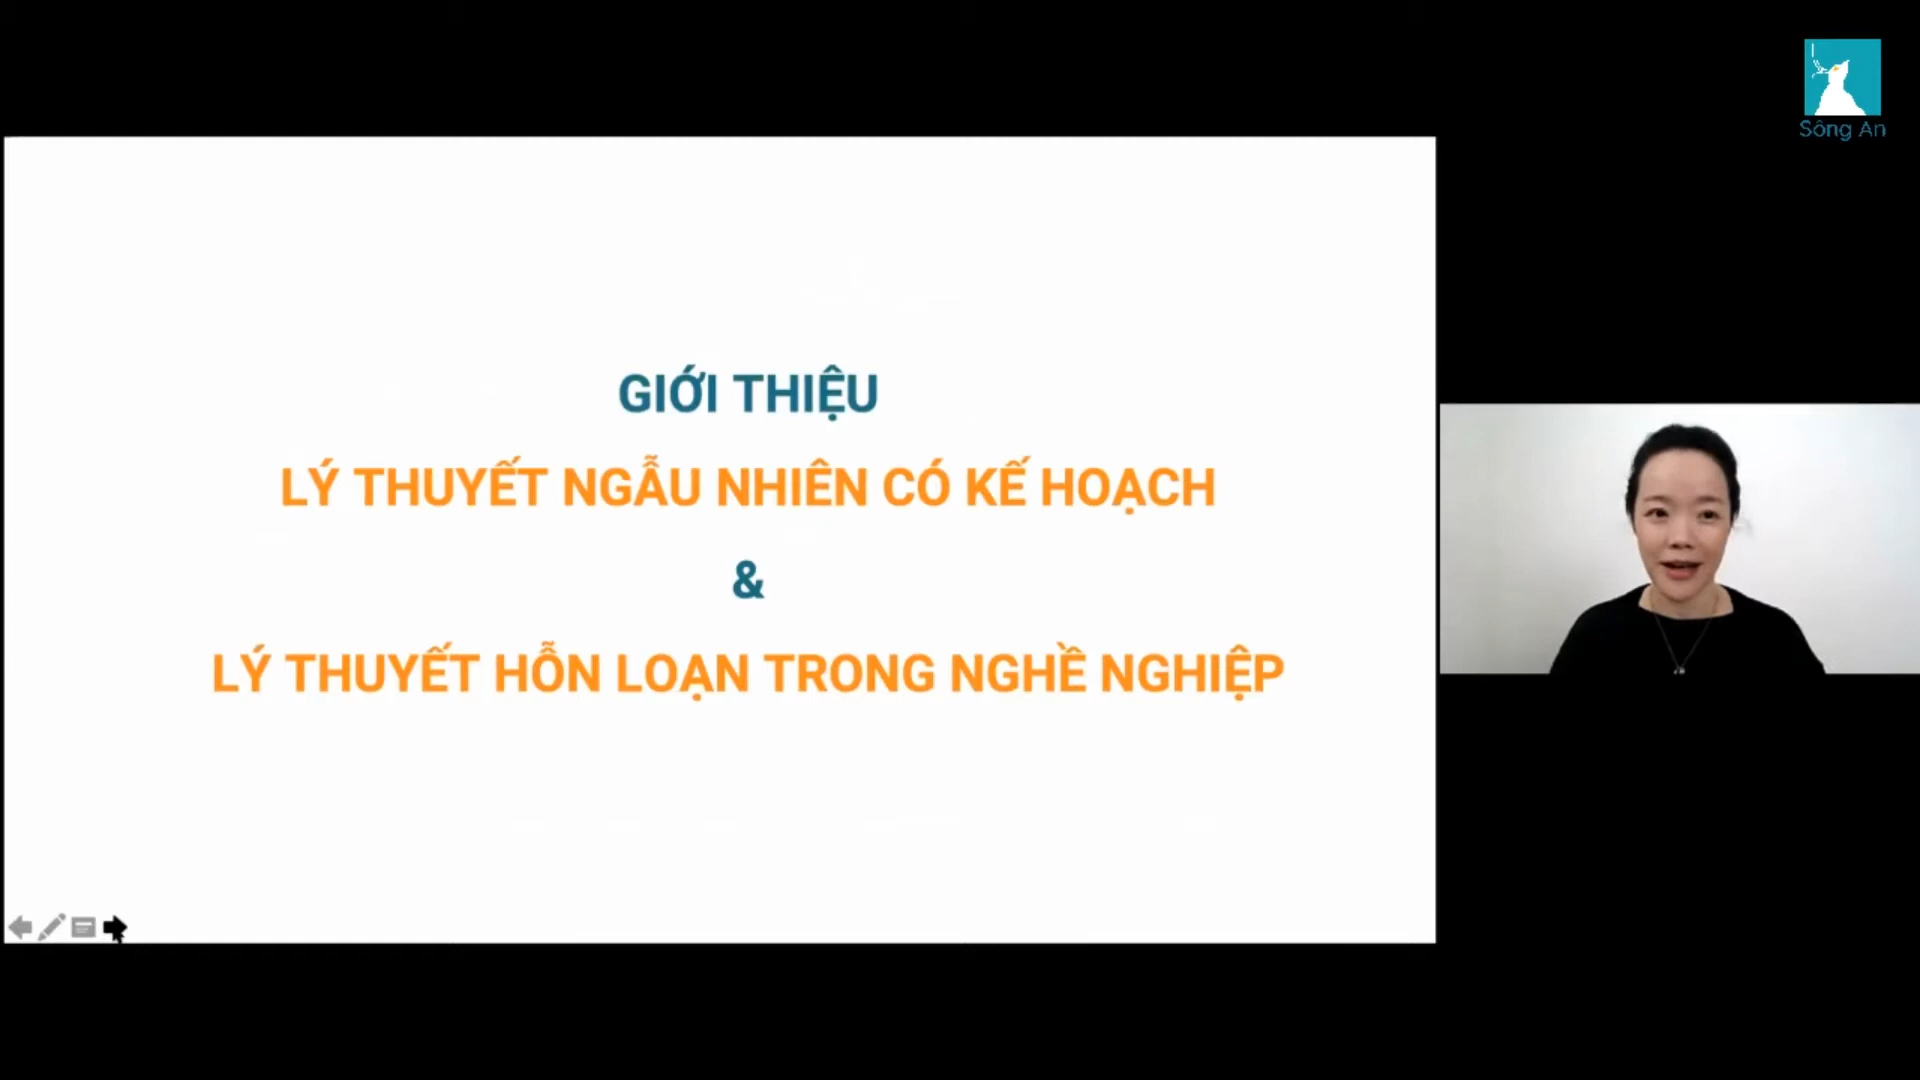 Sông An
GIỚI THIỆU
LÝ THUYẾT NGẪU NHIÊN CÓ KẾ HOẠCH
&
LÝ THUYẾT HỖN LOẠN TRONG NGHỀ NGHIỆP